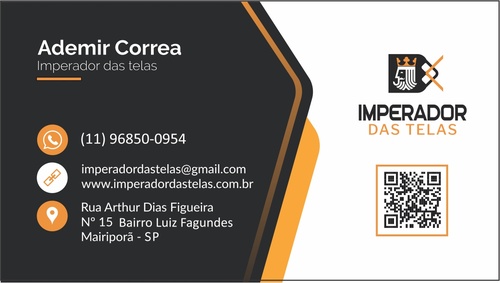 Ademir Correa
Imperador das telas
(11) 96850-0954
imperadordastelas@gmail.com
www.imperadordastelas.com.br
Rua Arthur Dias Figueira
Nº 15 Bairro Luiz Fagundes
Mairiporã - SP
IMPERADOR
DAS TELAS